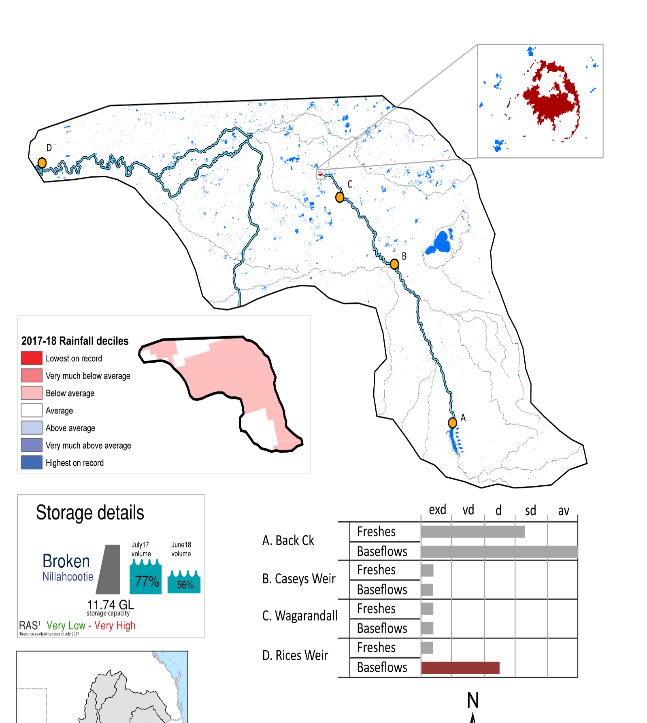 D
C
B
A
2017-18 Rainfall deciles
Lowest on record
Very much below average
Below average
Average
Above average
Very much above average
Highest on record
Storage details
Broken
Nillahcootie
July17
volume
June18
volume
77%
56%
11.74 GL
storage capacity
RAS¹ Very Low - Very High
exd vd d sd av
A. Back Ck
Freshes
Baseflows
B. Caseys Weir
Freshes
Baseflows
C. Wagarandall
Freshes
Baseflows
D. Rices Weir
Freshes
Baseflows
N